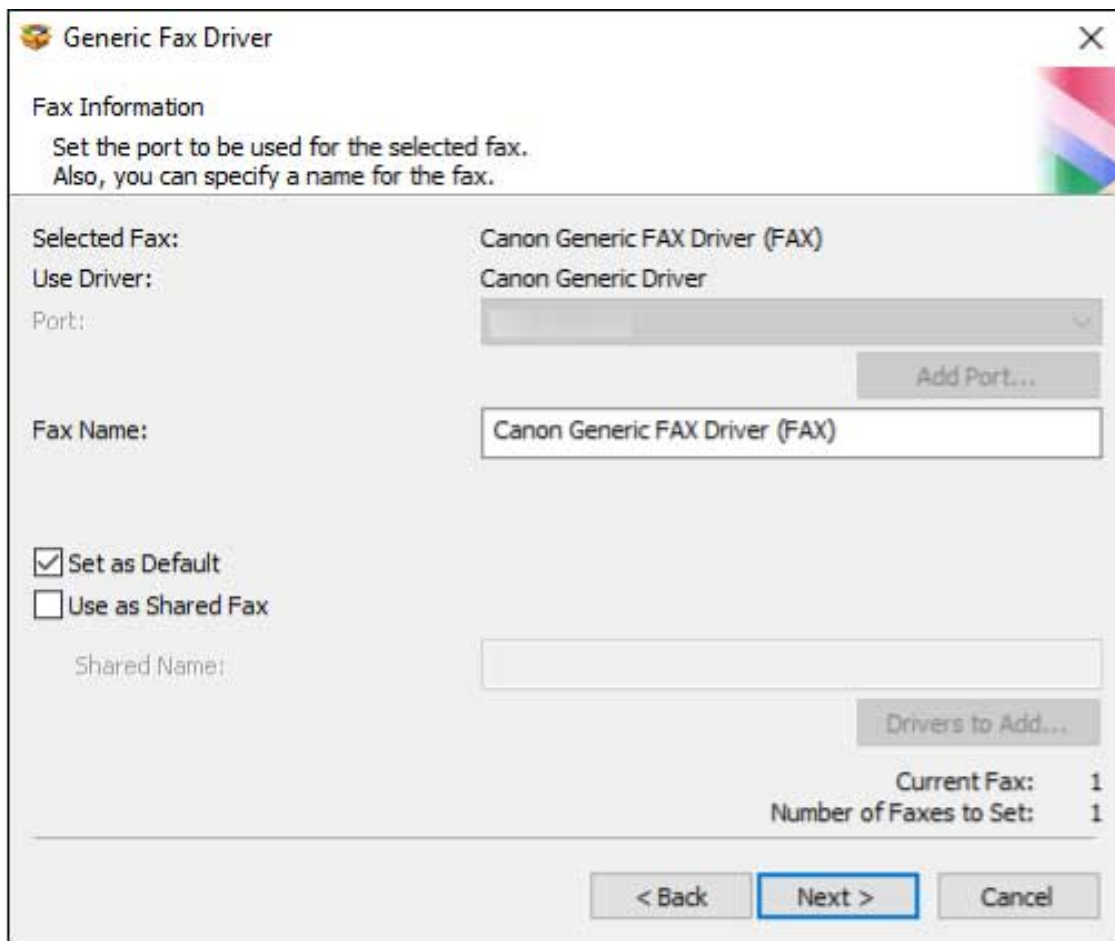 Generic Fax Driver
Fax Information
Set the port to be used for the selected fax.
Also, you can specify a name for the fax.
Selected Fax: Canon Generic FAX Driver (FAX)
Use Driver: Canon Generic Driver
Port:
Add Port...
Fax Name: Canon Generic FAX Driver (FAX)
Set as Default
Use as Shared Fax
Shared Name:
Drivers to Add...
Current Fax: 1
Number of Faxes to Set: 1
< Back Next > Cancel